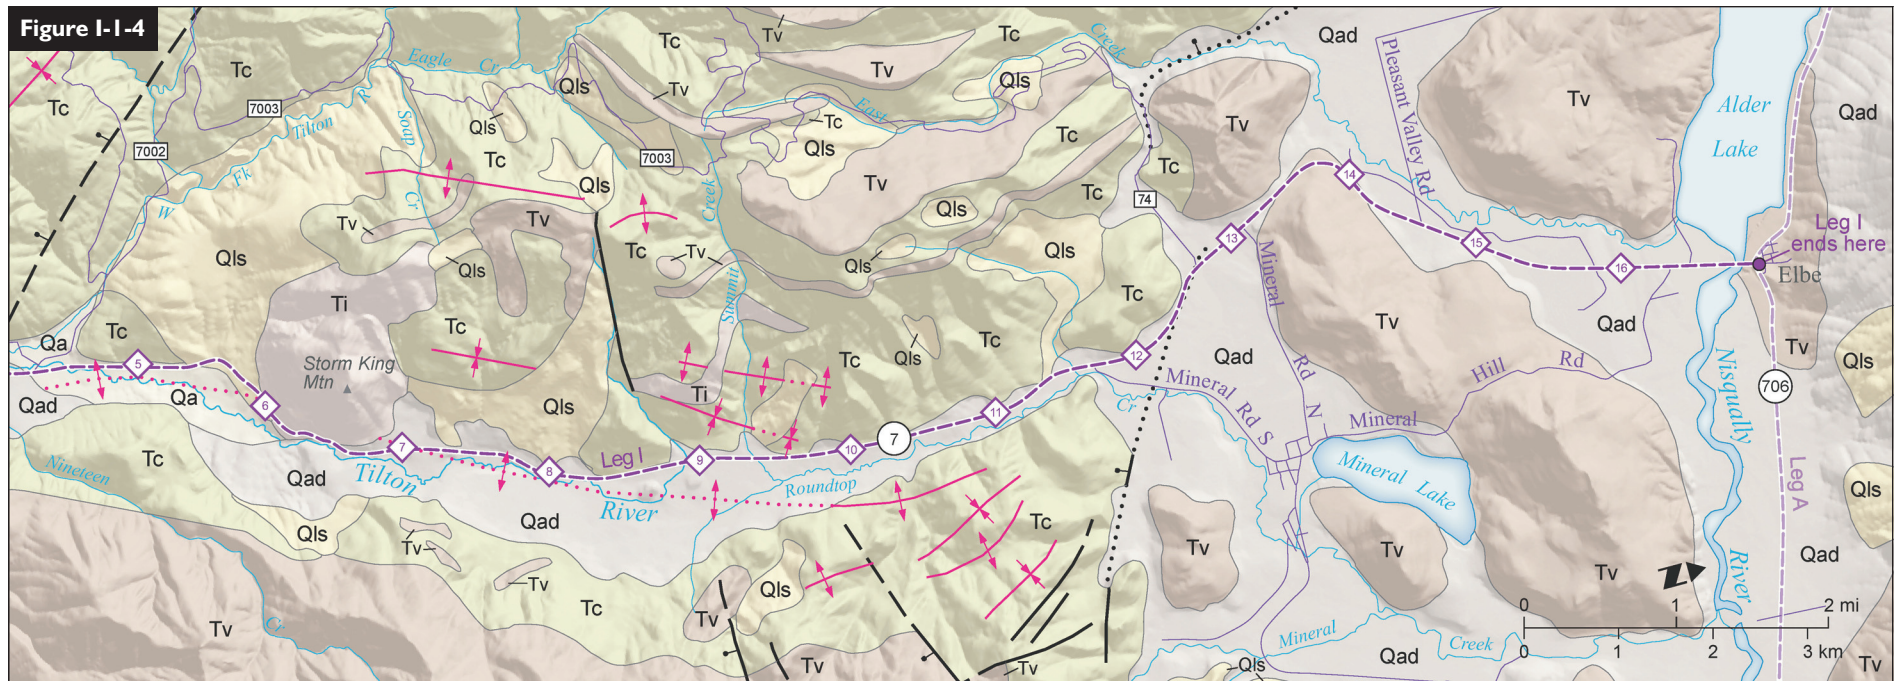 Figure I-1-4
Tc
Tv
Tc
Qad
Tc
Eagle Cr
Creek
Tv
Tv
Qls
Tv
Qls
Pleasant Valley Rd
Alder
Lake
Qad
Tc
7003
Tilton
R
W
Fk
Soap
Cr
Qls
East
Tc
Tc
Tv
7002
Tc
7003
Qls
Tc
Qls
Tv
Tc
74
Tv
Qls
Tv
Tc
Creek
Qls
Qls
Qls
Tv
Leg I
ends here
Elbe
Tc
Qls
Ti
Summit
Tc
13
14
15
16
Mineral
Rd
N
Tv
Qad
Tc
Qa
Tc
Storm King
Mtn
Qls
Tc
Tc
Qls
12
Qad
Tv
Qls
5
Qa
Qad
6
Ti
Qls
Mineral Rd S
Cr
Hill
Rd
Mineral
706
Nisqually
River
7
8
9
10
7
11
Leg I
Tc
Nineteen
Cr
Qad
Tilton
River
Roundtop
Mineral Lake
Leg A
Qls
Qad
Qls
Tc
Tv
Tv
Tv
Tv
Qad
Tv
Tc
Tv
Qls
Tv
Tv
Tv
Mineral
Creek
Qad
Qls
Tv
0
1
2 mi
0
1
2
3 km